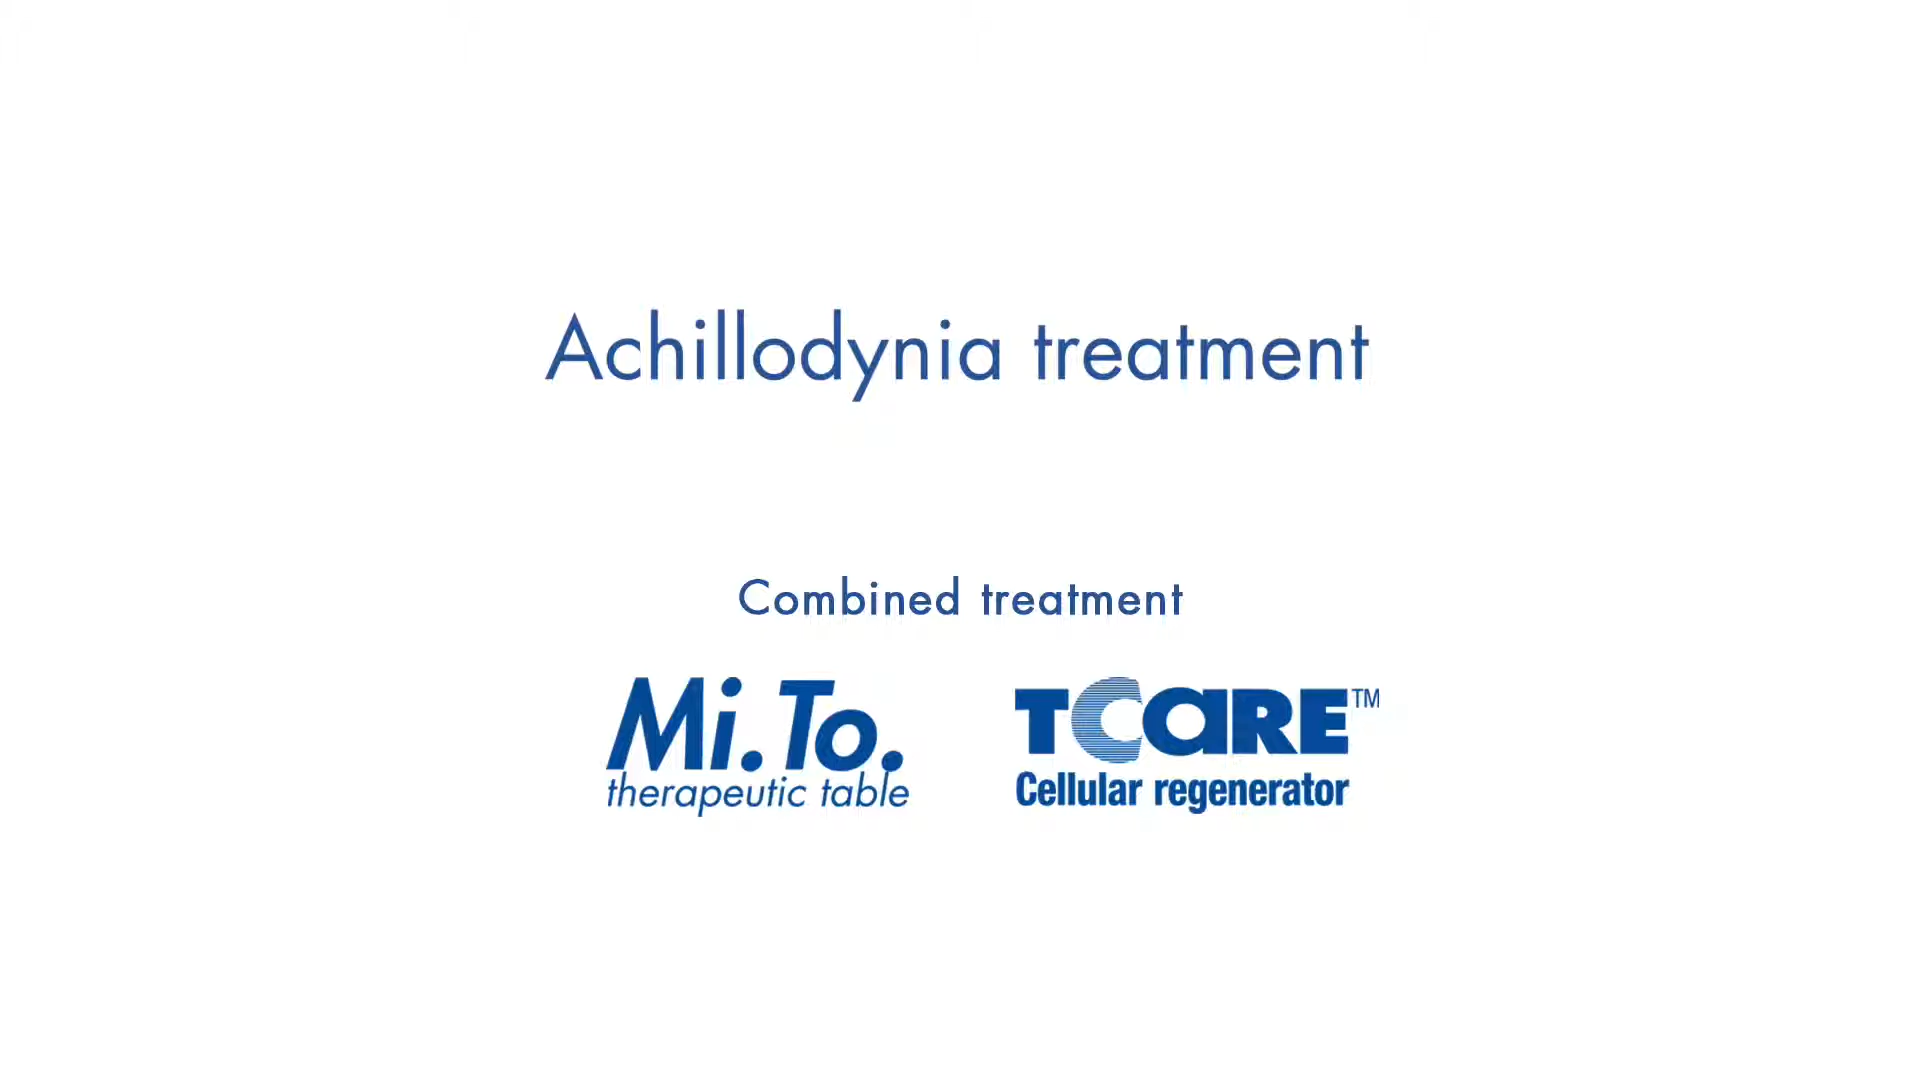 Achillodynia treatment
Combined treatment
Mi.To.
therapeutic table
TCARE™
Cellular regenerator